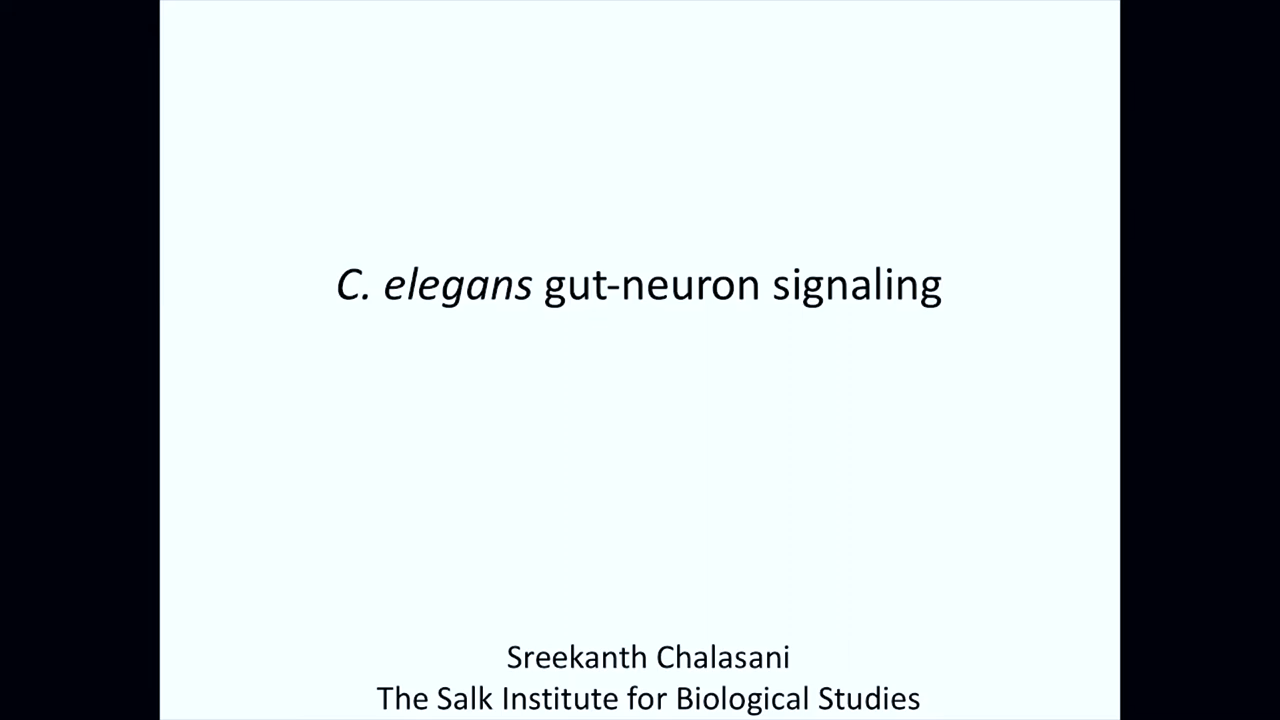 C. elegans gut-neuron signaling
Sreekanth Chalasani
The Salk Institute for Biological Studies